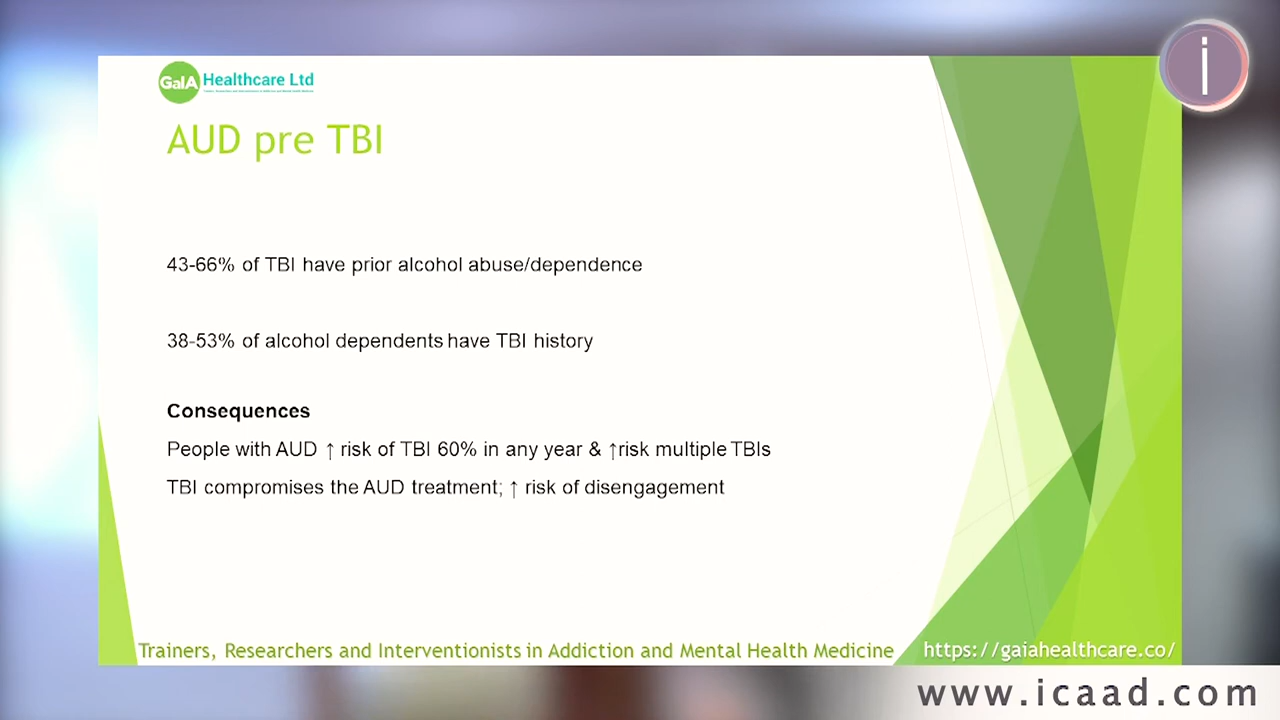 GaIA Healthcare Ltd
AUD pre TBI
43-66% of TBI have prior alcohol abuse/dependence
38-53% of alcohol dependents have TBI history
Consequences
People with AUD ↑ risk of TBI 60% in any year & ↑risk multiple TBIs
TBI compromises the AUD treatment; ↑ risk of disengagement
Trainers, Researchers and Interventionists in Addiction and Mental Health Medicine
https://gaiahealthcare.co/
i
www.icaad.com